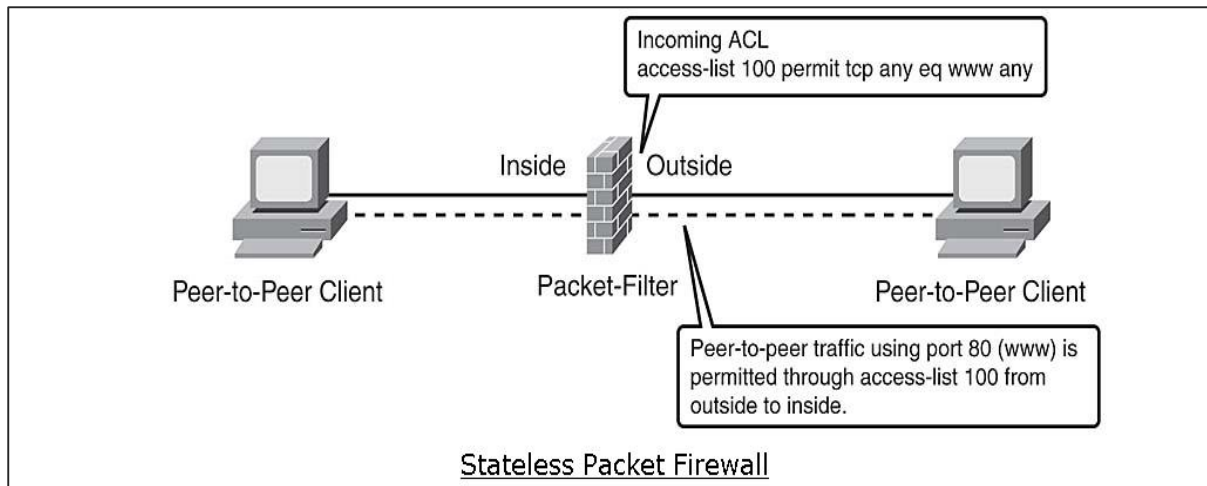 Incoming ACL
access-list 100 permit tcp any eq www any
Inside
Outside
Peer-to-Peer Client
Packet-Filter
Peer-to-Peer Client
Peer-to-peer traffic using port 80 (www) is
permitted through access-list 100 from
outside to inside.
Stateless Packet Firewall